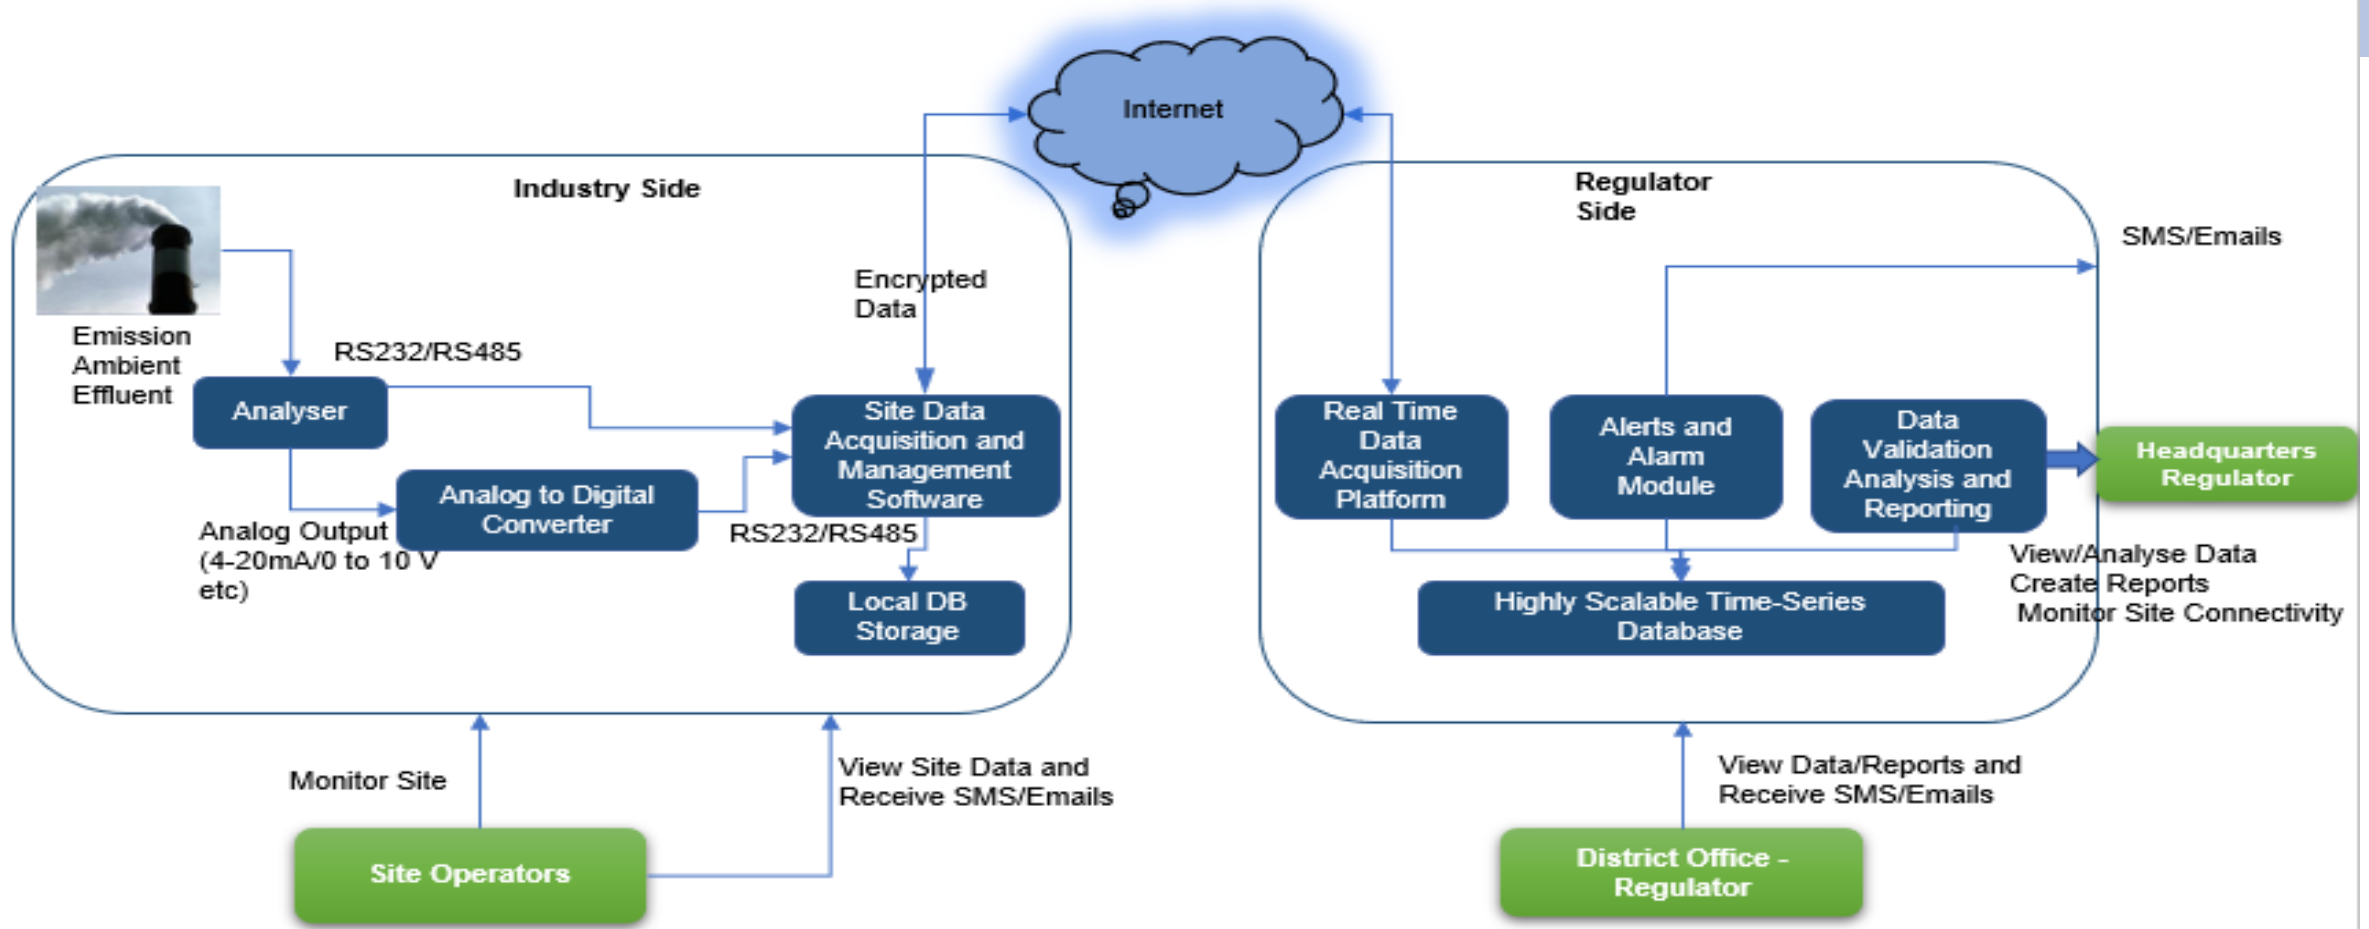 Internet
Industry Side
Regulator
Side
SMS/Emails
Encrypted
Data
Emission
Ambient
Effluent
RS232/RS485
Analyser
Site Data
Acquisition and
Management
Software
Analog to Digital
Converter
Analog Output
(4-20mA/0 to 10 V
etc)
RS232/RS485
Local DB
Storage
Real Time
Data
Acquisition
Platform
Alerts and
Alarm
Module
Data
Validation
Analysis and
Reporting
Headquarters
Regulator
View/Analyse Data
Create Reports
Monitor Site Connectivity
Highly Scalable Time-Series
Database
Monitor Site
View Site Data and
Receive SMS/Emails
View Data/Reports and
Receive SMS/Emails
Site Operators
District Office -
Regulator